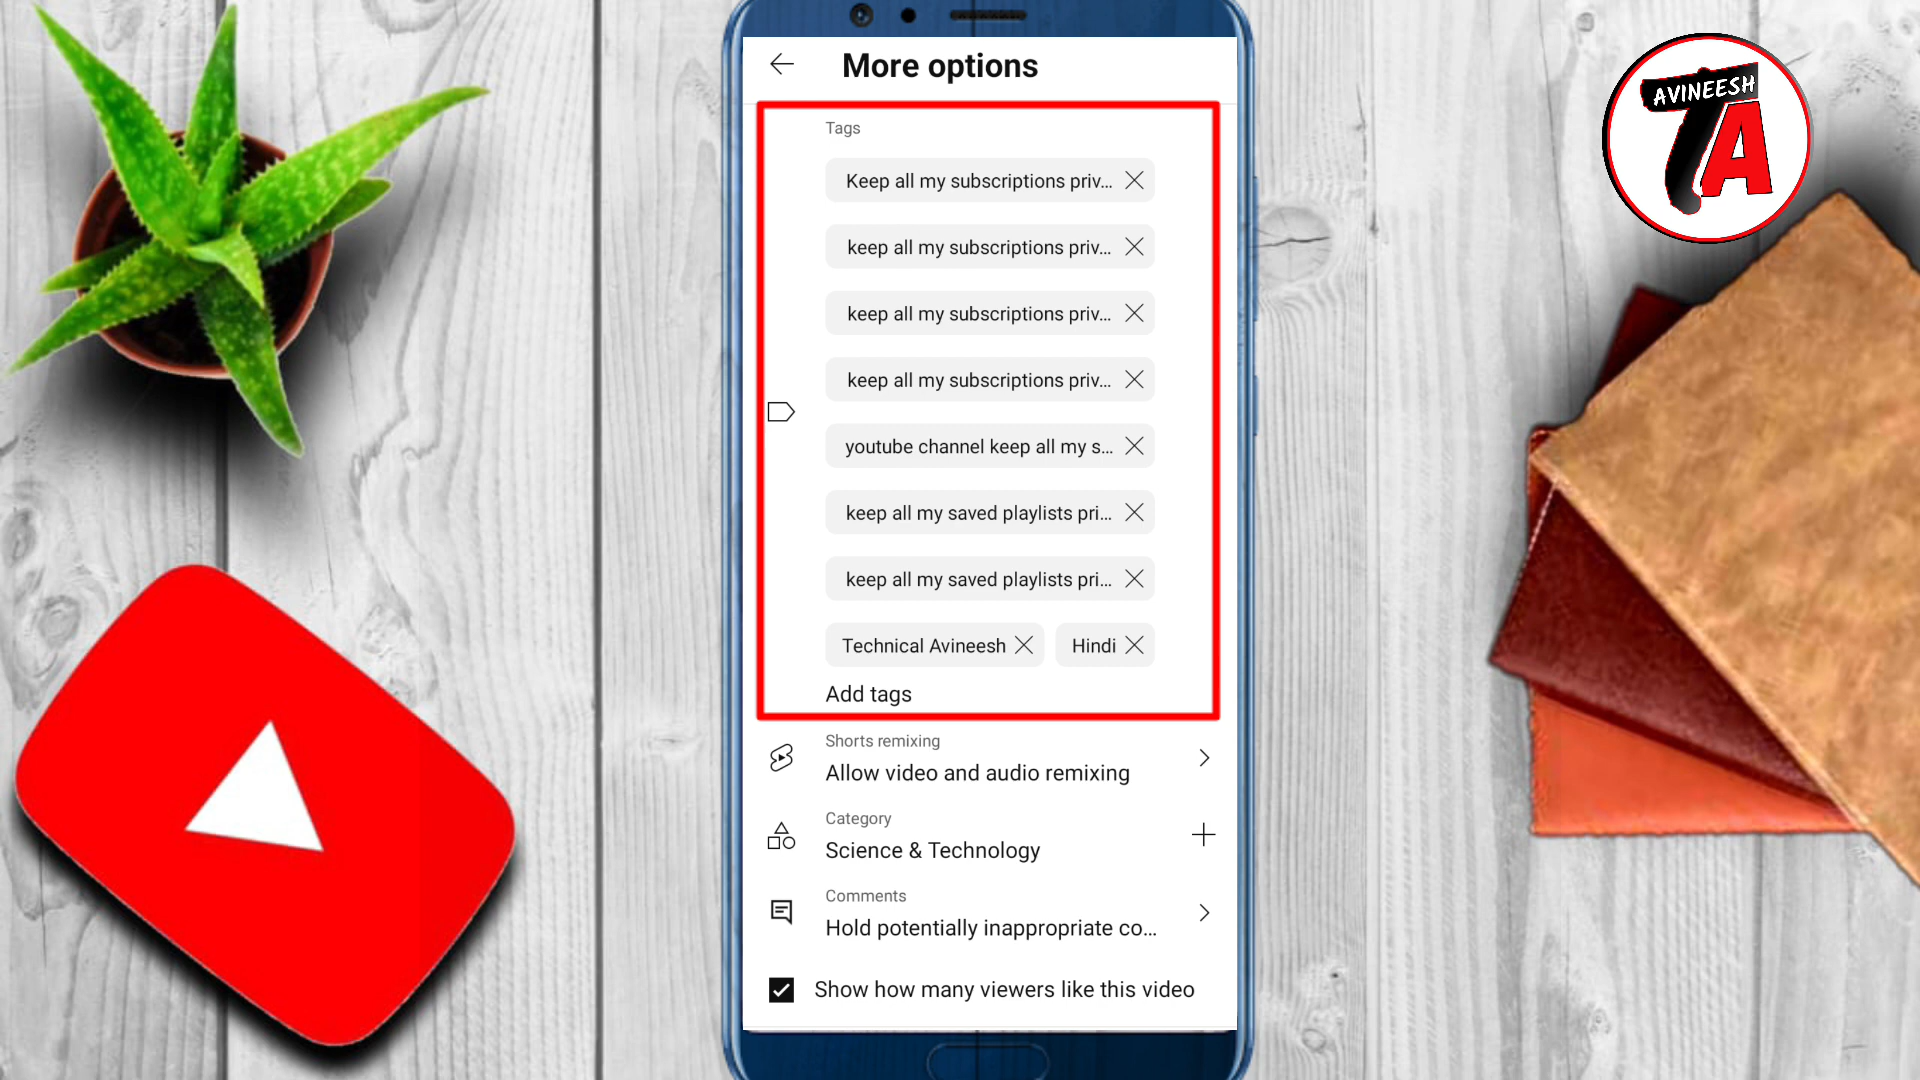 More options
AVINEESH
TA
Tags
Keep all my subscriptions priv...
keep all my subscriptions priv...
keep all my subscriptions priv...
keep all my subscriptions priv...
youtube channel keep all my s...
keep all my saved playlists pri...
keep all my saved playlists pri...
Technical Avineesh Hindi
Add tags
Shorts remixing
Allow video and audio remixing
Category
Science & Technology
Comments
Hold potentially inappropriate co...
Show how many viewers like this video